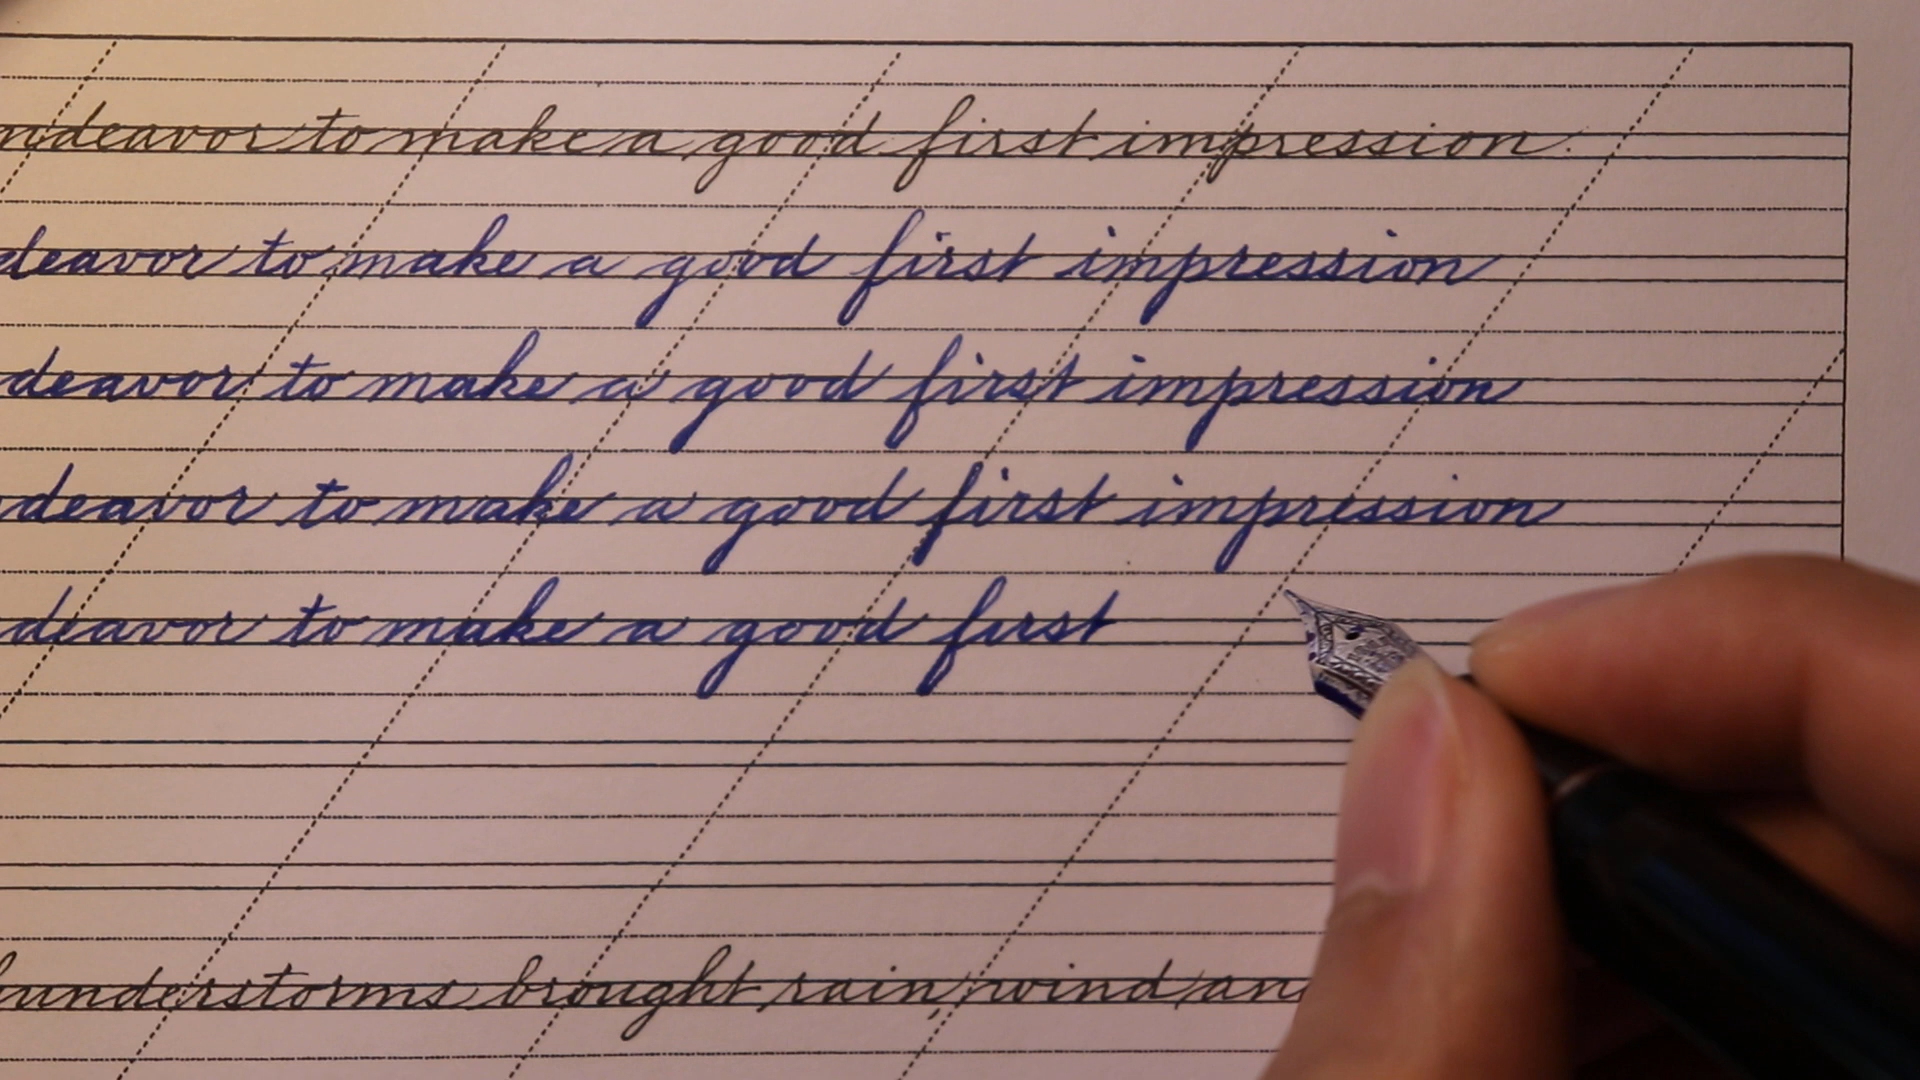 ndeavor to make a good first impression.
deavor to make a good first impression
deavor to make a good first impression
deavor to make a good first impression
deavor to make a good first
hunderstorms brought rain, wind, an